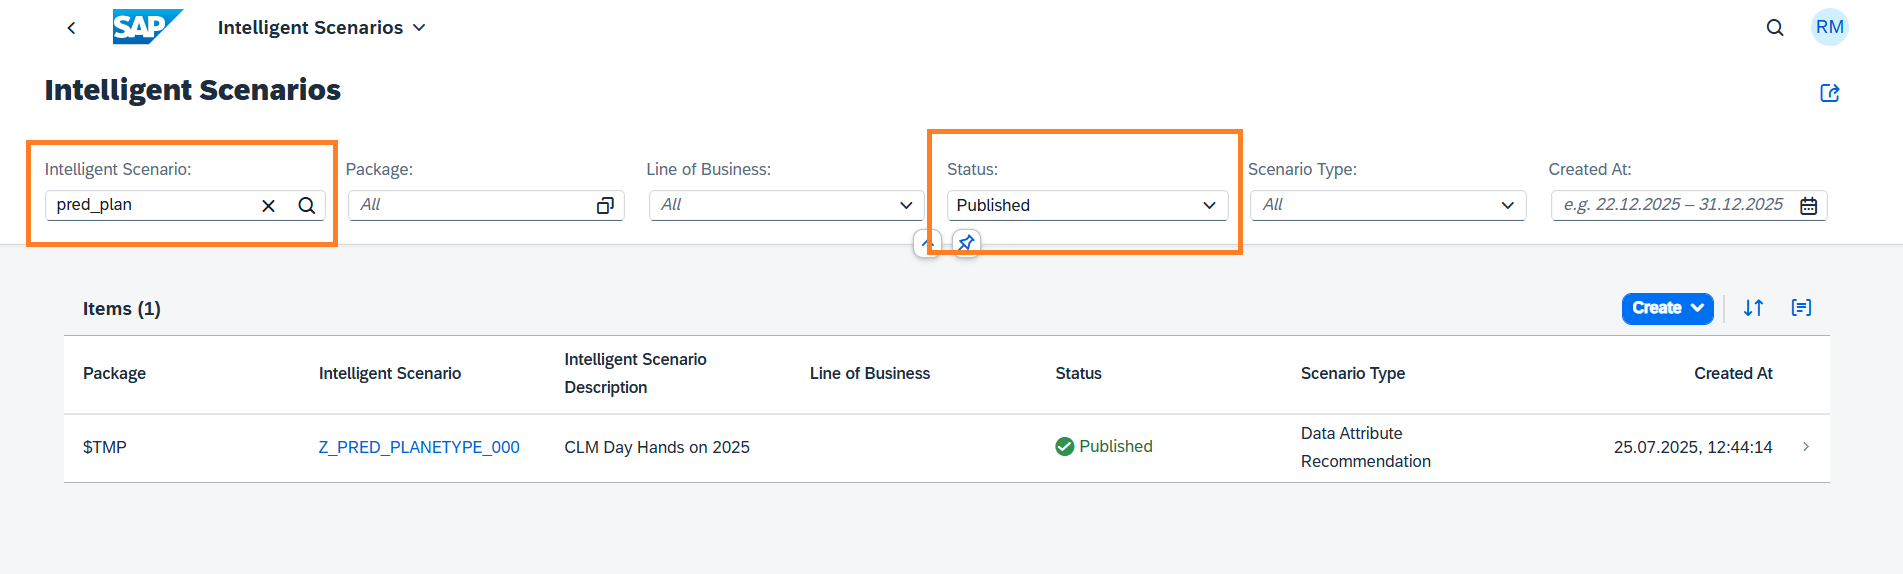 SAP Intelligent Scenarios RM
Intelligent Scenarios
Intelligent Scenario: Package: Line of Business: Status: Scenario Type: Created At:
pred_plan All All Published All e.g. 22.12.2025 – 31.12.2025
Items (1) Create
Package Intelligent Scenario Intelligent Scenario Description Line of Business Status Scenario Type Created At
$TMP Z_PRED_PLANETYPE_000 CLM Day Hands on 2025 Published Data Attribute Recommendation 25.07.2025, 12:44:14